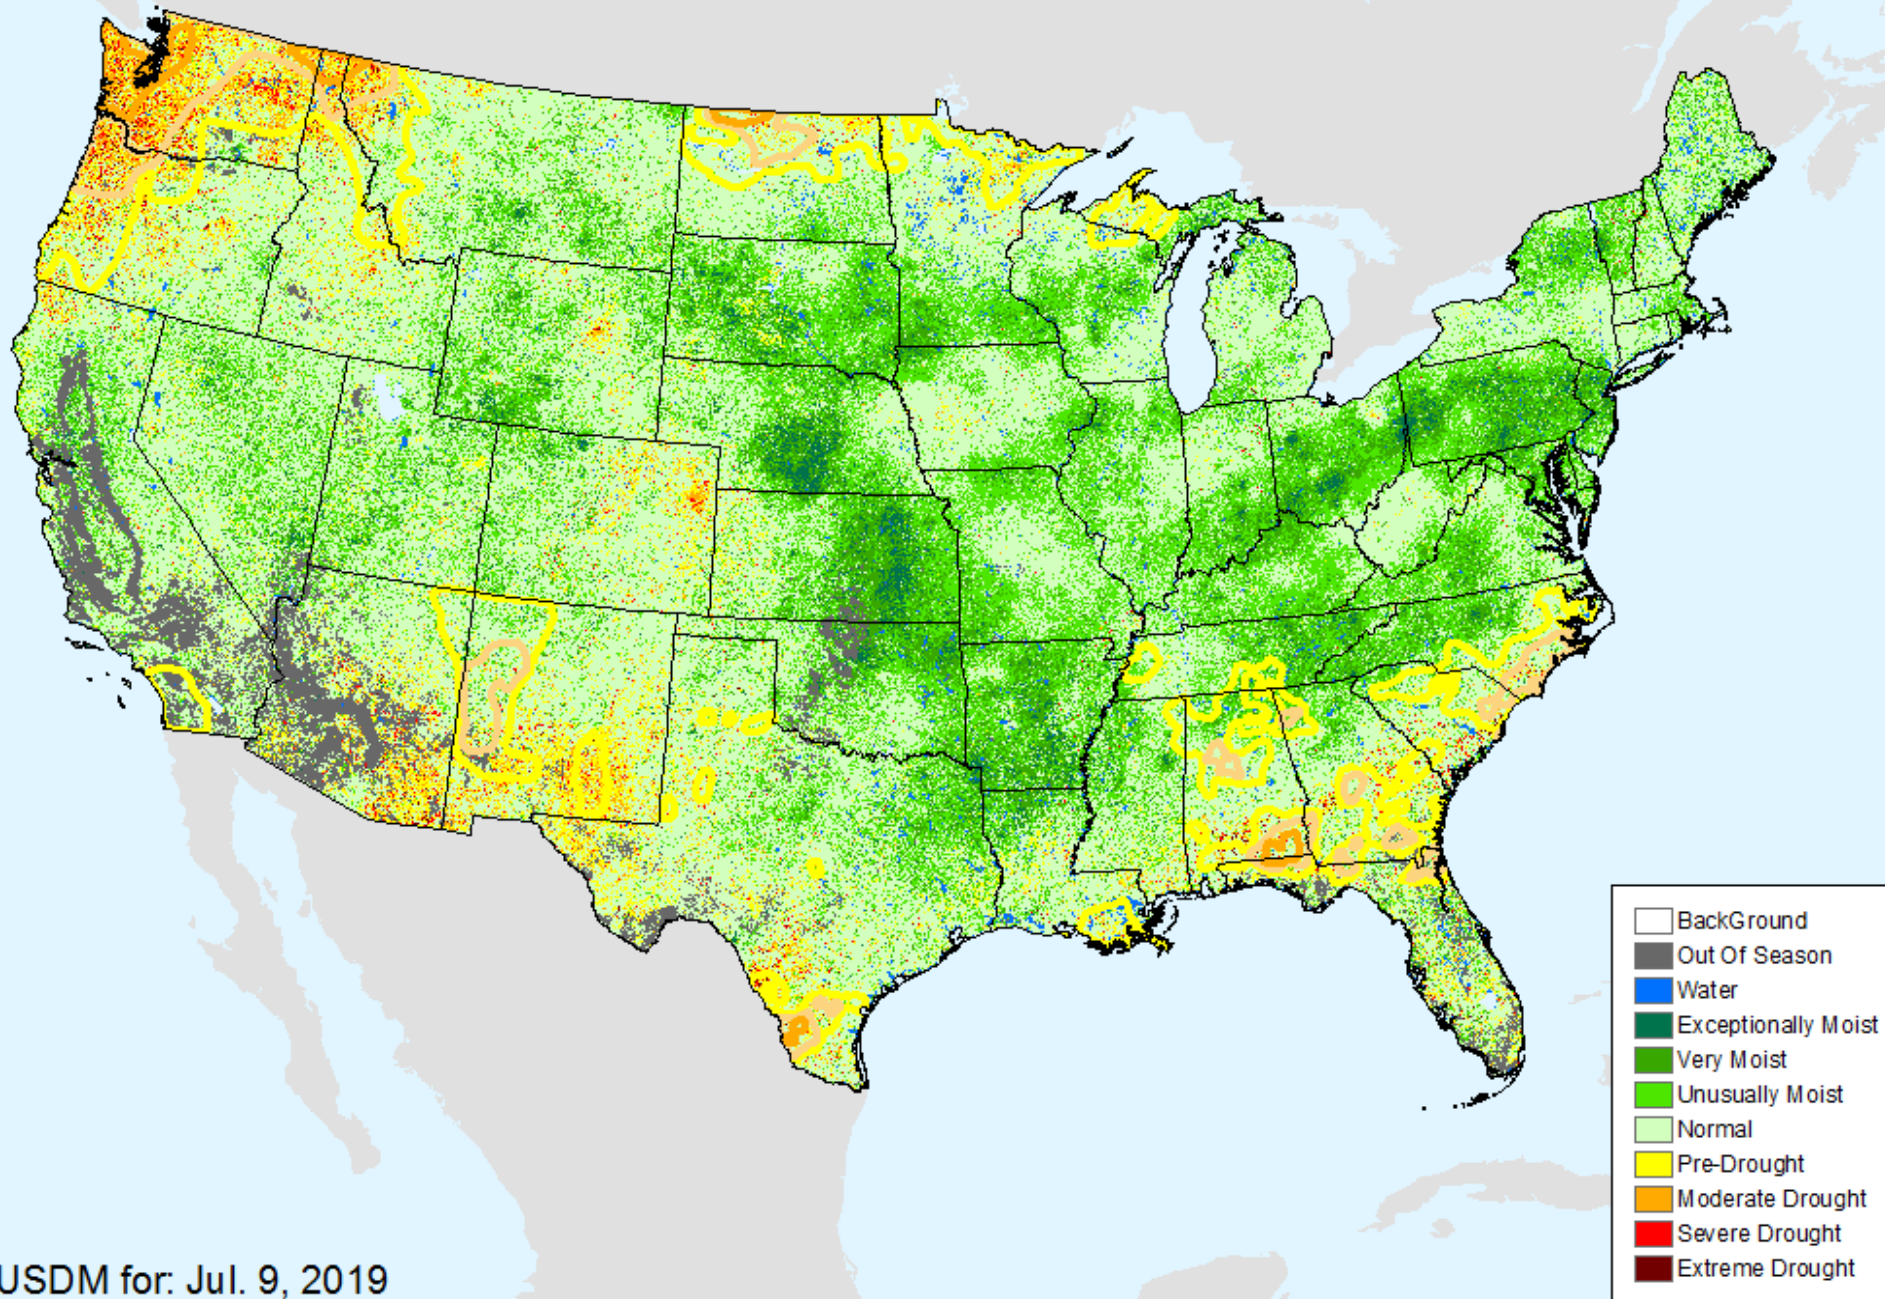 BackGround
Out Of Season
Water
Exceptionally Moist
Very Moist
Unusually Moist
Normal
Pre-Drought
Moderate Drought
Severe Drought
Extreme Drought
USDM for: Jul. 9, 2019